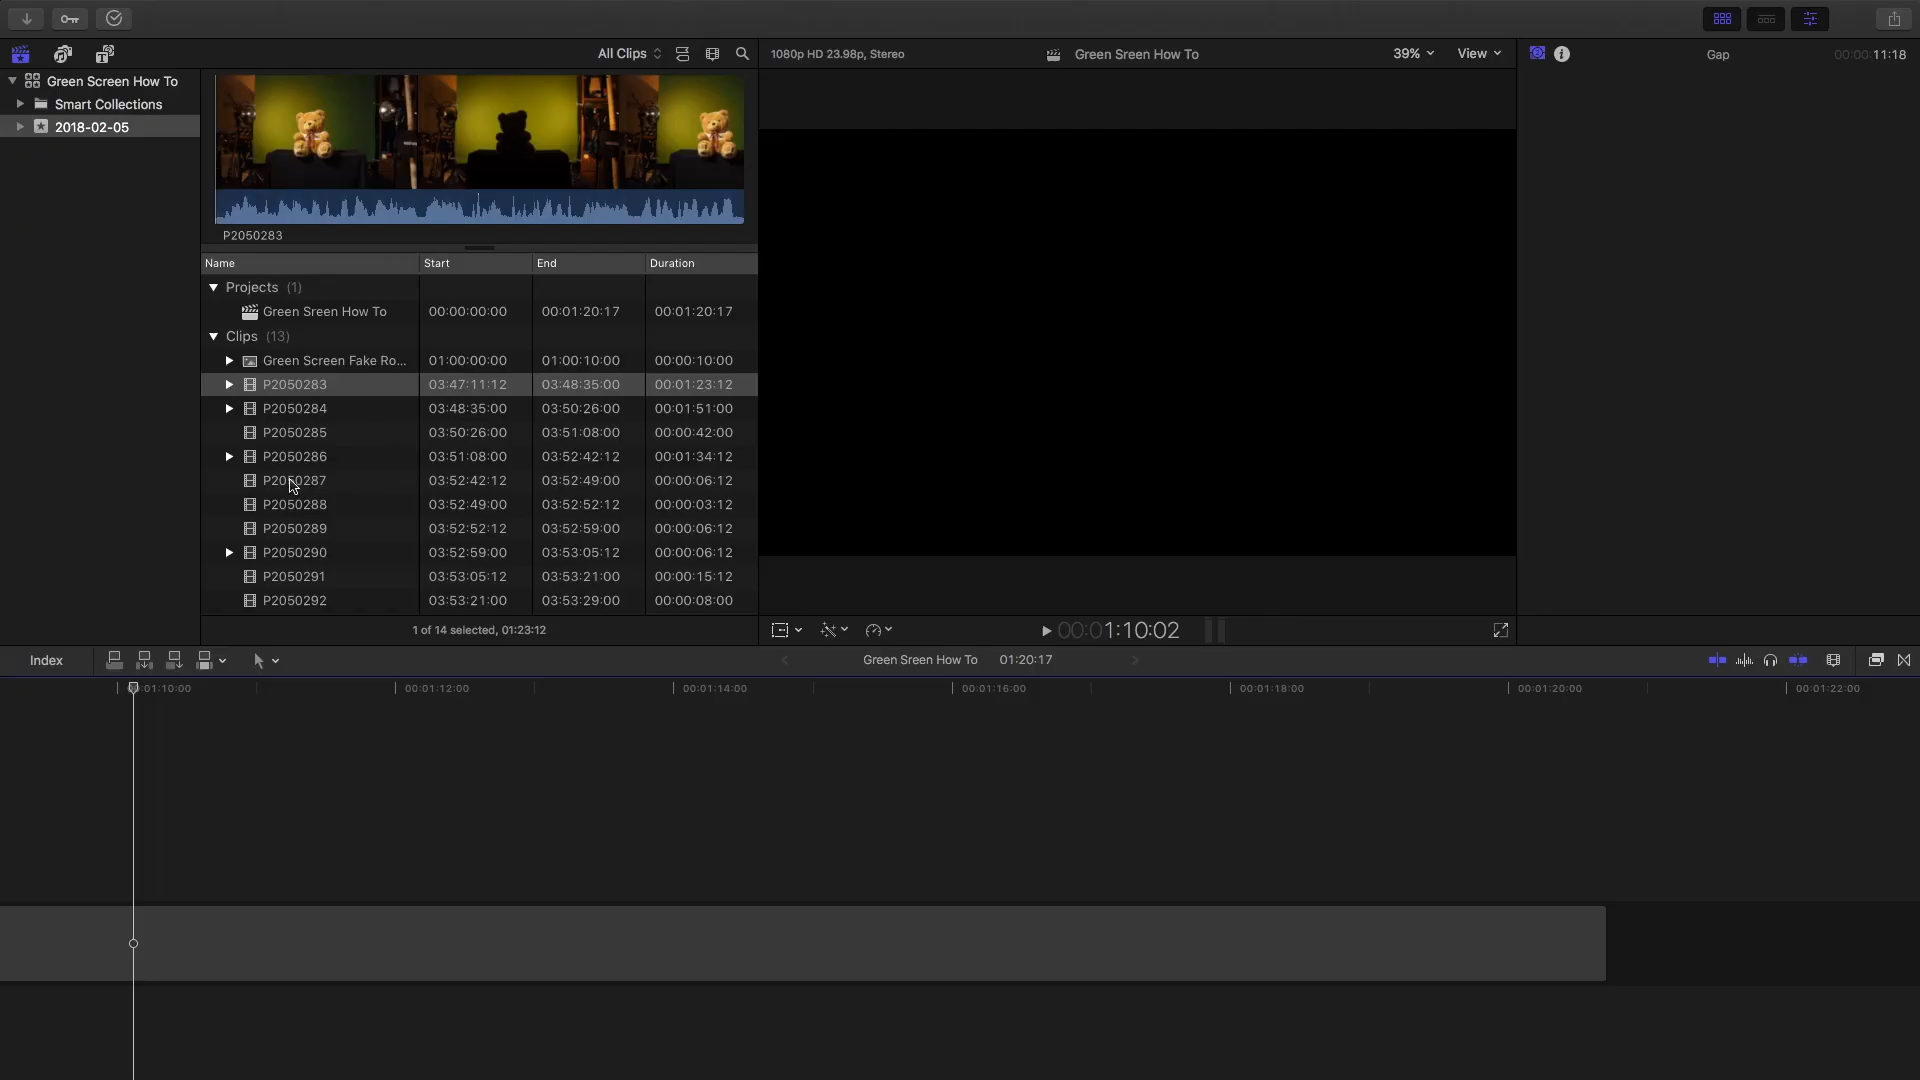 All Clips
1080p HD 23.98p, Stereo
Green Sreen How To
39%
View
Gap
00:00:11:18
Green Screen How To
Smart Collections
2018-02-05
P2050283
Name Start End Duration
Projects (1)
Green Sreen How To 00:00:00:00 00:01:20:17 00:01:20:17
Clips (13)
Green Screen Fake Ro... 01:00:00:00 01:00:10:00 00:00:10:00
P2050283 03:47:11:12 03:48:35:00 00:01:23:12
P2050284 03:48:35:00 03:50:26:00 00:01:51:00
P2050285 03:50:26:00 03:51:08:00 00:00:42:00
P2050286 03:51:08:00 03:52:42:12 00:01:34:12
P2050287 03:52:42:12 03:52:49:00 00:00:06:12
P2050288 03:52:49:00 03:52:52:12 00:00:03:12
P2050289 03:52:52:12 03:52:59:00 00:00:06:12
P2050290 03:52:59:00 03:53:05:12 00:00:06:12
P2050291 03:53:05:12 03:53:21:00 00:00:15:12
P2050292 03:53:21:00 03:53:29:00 00:00:08:00
1 of 14 selected, 01:23:12
00:01:10:02
Index
Green Sreen How To 01:20:17
00:01:10:00 00:01:12:00 00:01:14:00 00:01:16:00 00:01:18:00 00:01:20:00 00:01:22:00